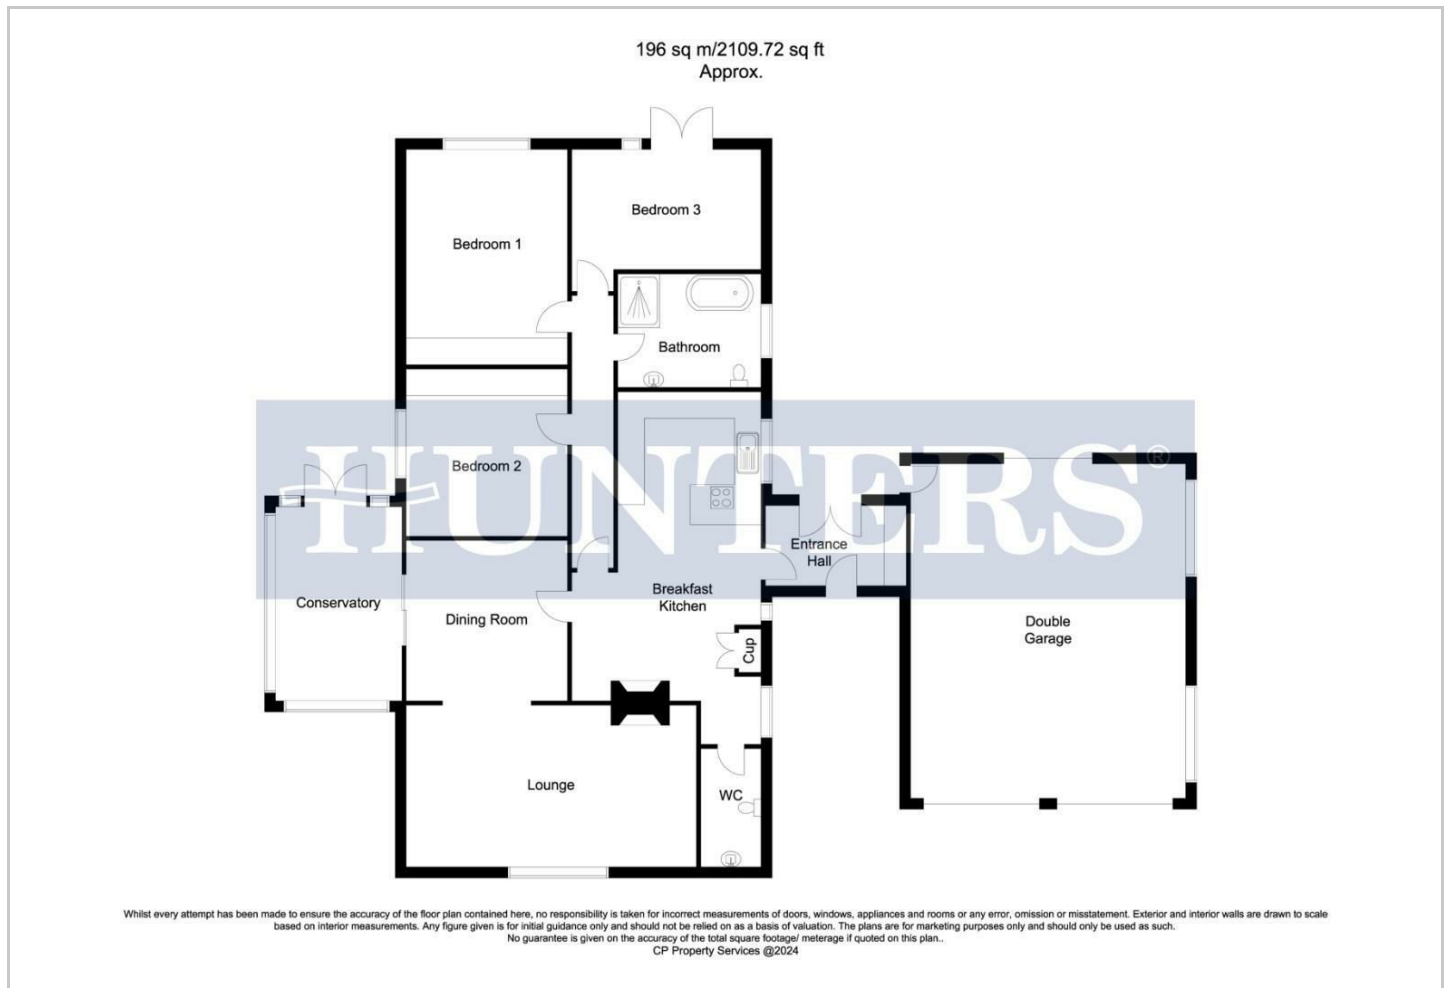 196 sq m/2109.72 sq ft
Approx.
Bedroom 3
Bedroom 1
Bathroom
Bedroom 2
HUNTERS®
Entrance
Hall
Breakfast
Kitchen
Conservatory
Dining Room
Double
Garage
Cup
Lounge
WC
Whilst every attempt has been made to ensure the accuracy of the floor plan contained here, no responsibility is taken for incorrect measurements of doors, windows, appliances and rooms or any error, omission or misstatement. Exterior and interior walls are drawn to scale
based on interior measurements. Any figure given is for initial guidance only and should not be relied on as a basis of valuation. The plans are for marketing purposes only and should only be used as such.
No guarantee is given on the accuracy of the total square footage/ meterage if quoted on this plan..
CP Property Services @2024